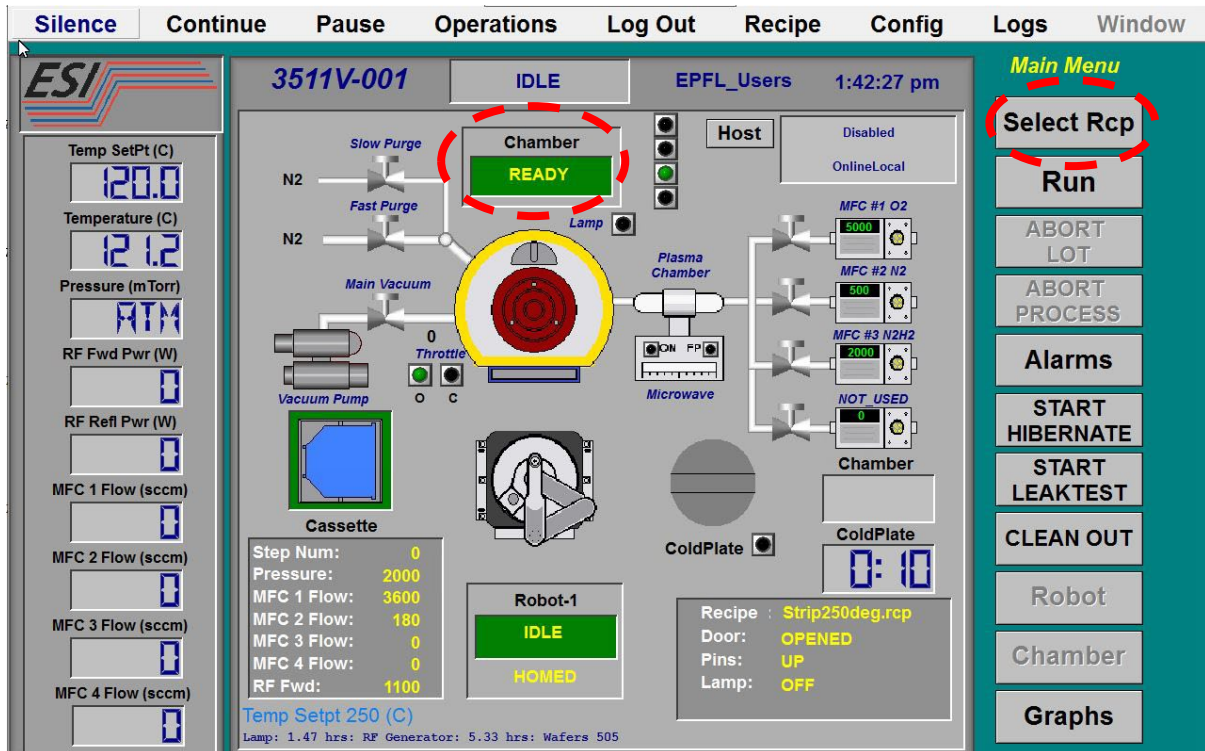 Silence Continue Pause Operations Log Out Recipe Config Logs Window
ESI
Temp SetPt (C)
120.0
Temperature (C)
121.2
Pressure (mTorr)
ATM
RF Fwd Pwr (W)
0
RF Refl Pwr (W)
0
MFC 1 Flow (sccm)
0
MFC 2 Flow (sccm)
0
MFC 3 Flow (sccm)
0
MFC 4 Flow (sccm)
0
3511V-001 IDLE EPFL_Users 1:42:27 pm
Slow Purge
N2
Fast Purge
N2
Main Vacuum
Chamber
READY
Lamp
Host
Disabled
OnlineLocal
0
Throttle
O C
Vacuum Pump
Plasma
Chamber
ON FP
Microwave
MFC #1 O2
5000
MFC #2 N2
500
MFC #3 N2H2
2000
NOT_USED
0
Cassette
ColdPlate
Chamber
ColdPlate
0:10
Step Num: 0
Pressure: 2000
MFC 1 Flow: 3600
MFC 2 Flow: 180
MFC 3 Flow: 0
MFC 4 Flow: 0
RF Fwd: 1100
Robot-1
IDLE
HOMED
Recipe : Strip250deg.rcp
Door: OPENED
Pins: UP
Lamp: OFF
Temp Setpt 250 (C)
Lamp: 1.47 hrs: RF Generator: 5.33 hrs: Wafers 505
Main Menu
Select Rcp
Run
ABORT
LOT
ABORT
PROCESS
Alarms
START
HIBERNATE
START
LEAKTEST
CLEAN OUT
Robot
Chamber
Graphs